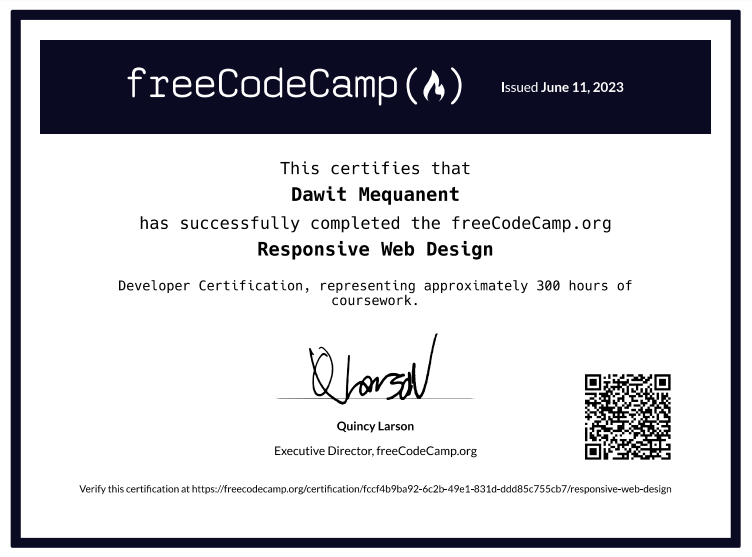 freeCodeCamp(🔥)
Issued June 11, 2023
This certifies that
Dawit Mequanent
has successfully completed the freeCodeCamp.org
Responsive Web Design
Developer Certification, representing approximately 300 hours of
coursework.
Q Larson
Quincy Larson
Executive Director, freeCodeCamp.org
Verify this certification at https://freecodecamp.org/certification/fccf4b9ba92-6c2b-49e1-831d-ddd85c755cb7/responsive-web-design